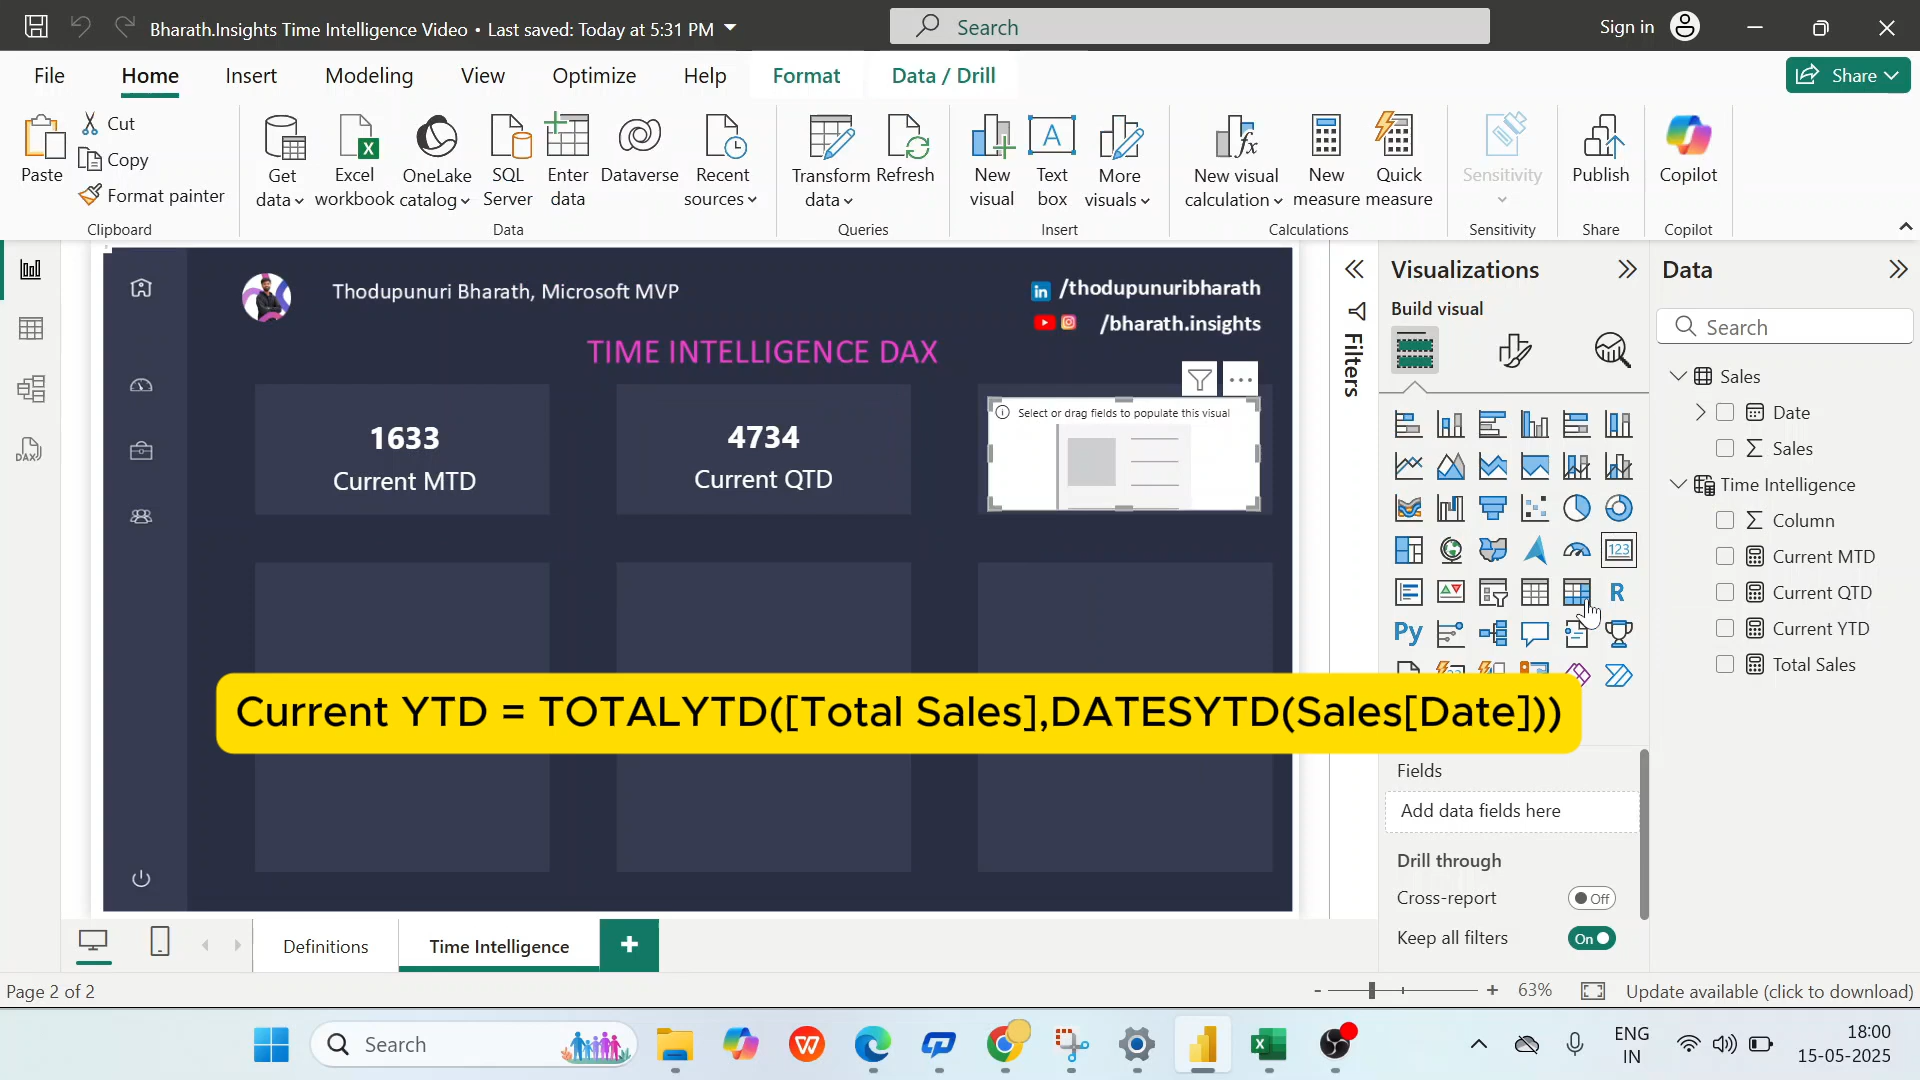 Bharath.Insights Time Intelligence Video • Last saved: Today at 5:31 PM
Search
Sign in
File
Home
Insert
Modeling
View
Optimize
Help
Format
Data / Drill
Share
Paste
Cut
Copy
Format painter
Get data
Excel workbook
OneLake catalog
SQL Server
Enter data
Dataverse
Recent sources
Transform data
Refresh
New visual
Text box
More visuals
New visual calculation
New measure
Quick measure
Sensitivity
Publish
Copilot
Clipboard
Data
Queries
Insert
Calculations
Sensitivity
Share
Copilot
DAX
Thodupunuri Bharath, Microsoft MVP
in /thodupunuribharath
/bharath.insights
TIME INTELLIGENCE DAX
1633
Current MTD
4734
Current QTD
Select or drag fields to populate this visual
Current YTD = TOTALYTD([Total Sales],DATESYTD(Sales[Date]))
Filters
Visualizations
Build visual
123
R
Py
Fields
Add data fields here
Drill through
Cross-report
Off
Keep all filters
On
Data
Search
Sales
Date
Sales
Time Intelligence
Column
Current MTD
Current QTD
Current YTD
Total Sales
Definitions
Time Intelligence
Page 2 of 2
- + 63%
Update available (click to download)
Search
ENG
IN
18:00
15-05-2025